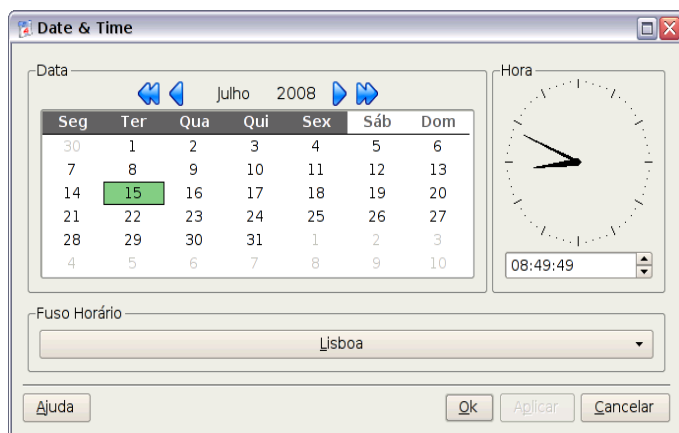 Date & Time
Data
Julho 2008
Seg Ter Qua Qui Sex Sáb Dom
30 1 2 3 4 5 6
7 8 9 10 11 12 13
14 15 16 17 18 19 20
21 22 23 24 25 26 27
28 29 30 31 1 2 3
4 5 6 7 8 9 10
Hora
08:49:49
Fuso Horário
Lisboa
Ajuda
Ok
Aplicar
Cancelar